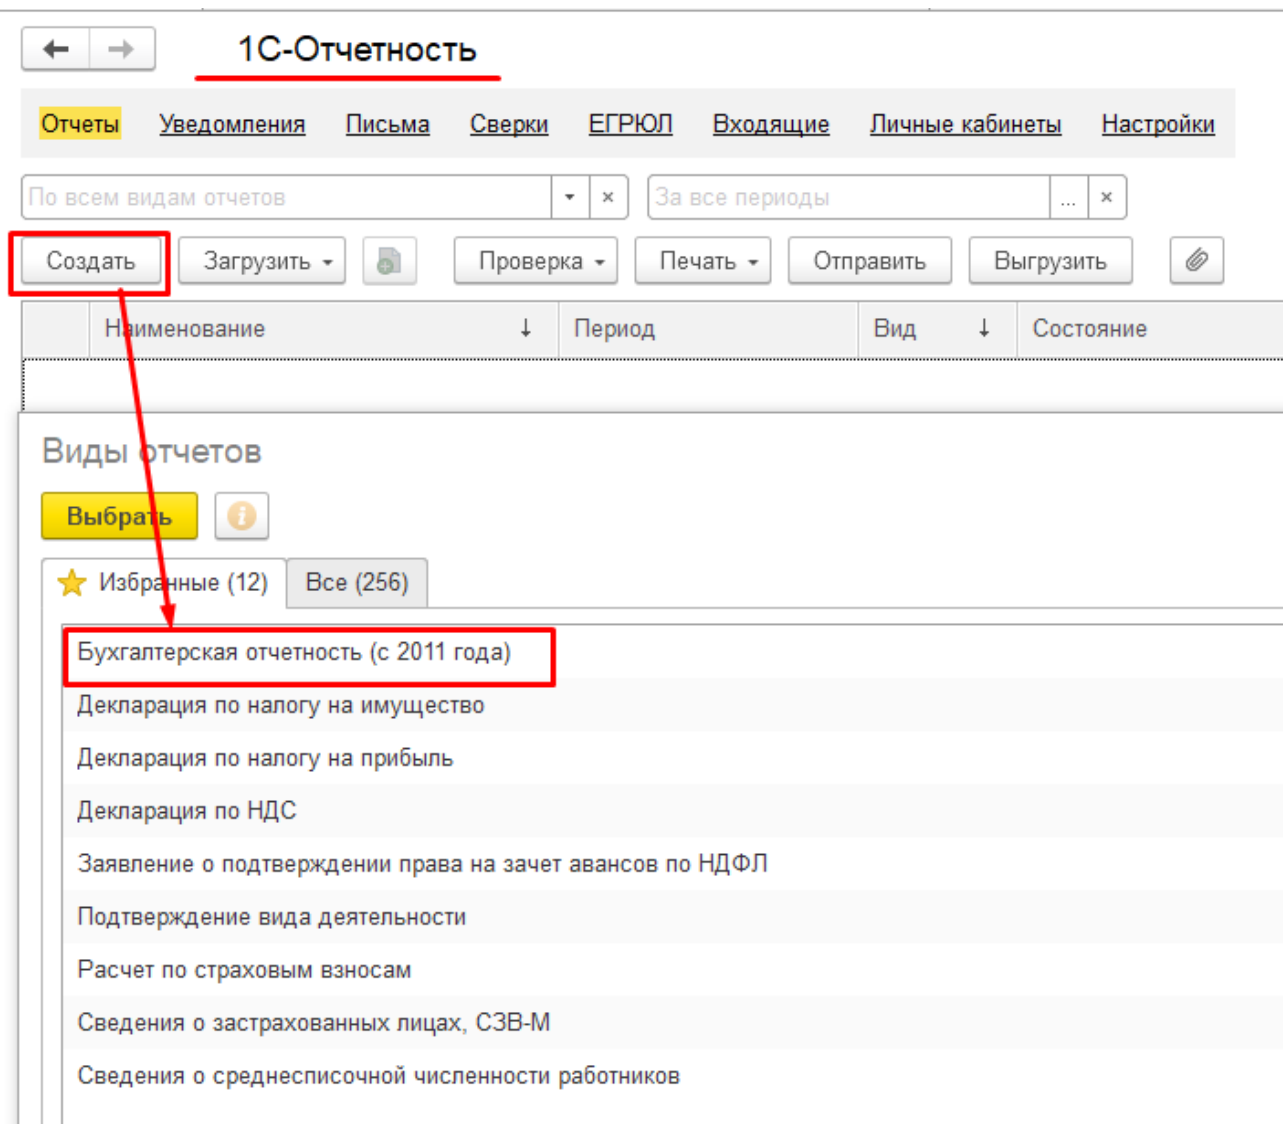 1С-Отчетность
Отчеты Уведомления Письма Сверки ЕГРЮЛ Входящие Личные кабинеты Настройки
По всем видам отчетов За все периоды ...
Создать Загрузить Проверка Печать Отправить Выгрузить
Наименование Период Вид Состояние
Виды отчетов
Выбрать
Избранные (12) Все (256)
Бухгалтерская отчетность (с 2011 года)
Декларация по налогу на имущество
Декларация по налогу на прибыль
Декларация по НДС
Заявление о подтверждении права на зачет авансов по НДФЛ
Подтверждение вида деятельности
Расчет по страховым взносам
Сведения о застрахованных лицах, СЗВ-М
Сведения о среднесписочной численности работников